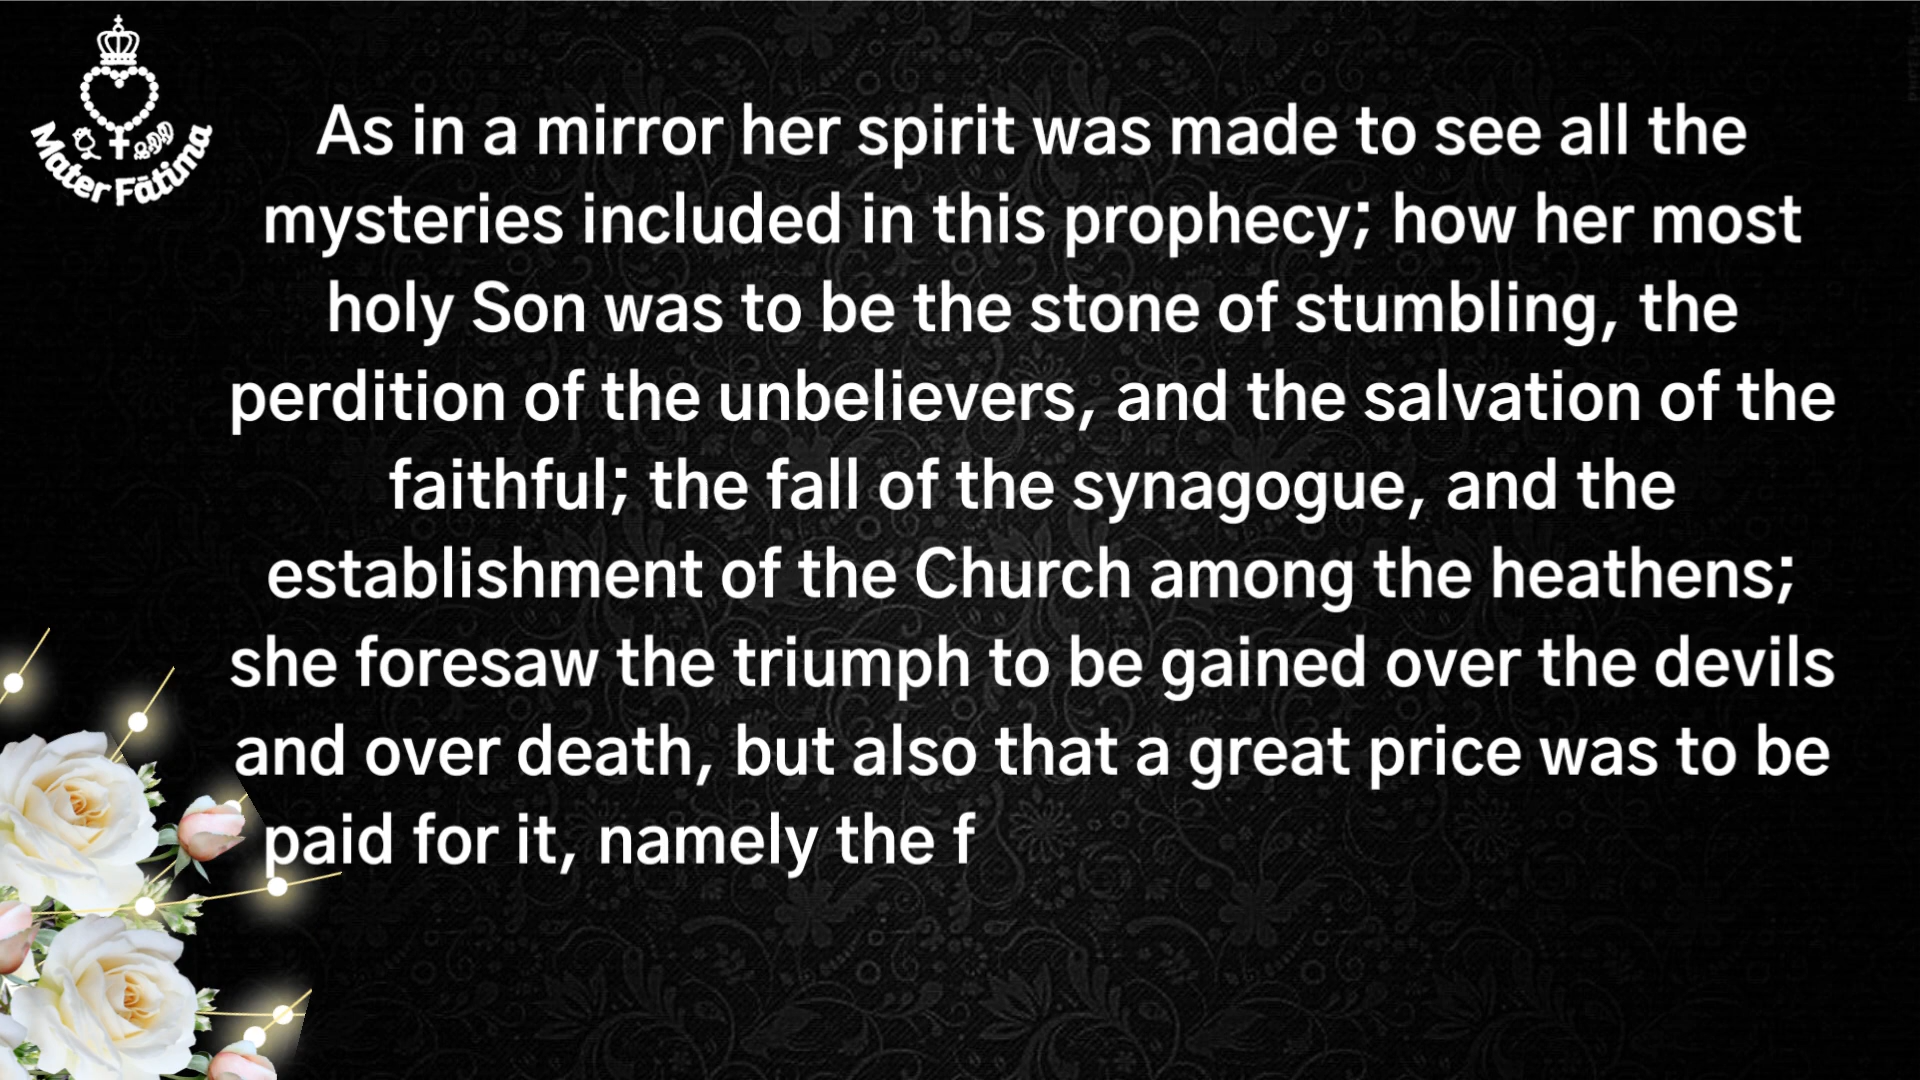 Mater Fātima
As in a mirror her spirit was made to see all the
mysteries included in this prophecy; how her most
holy Son was to be the stone of stumbling, the
perdition of the unbelievers, and the salvation of the
faithful; the fall of the synagogue, and the
establishment of the Church among the heathens;
she foresaw the triumph to be gained over the devils
and over death, but also that a great price was to be
paid for it, namely the f